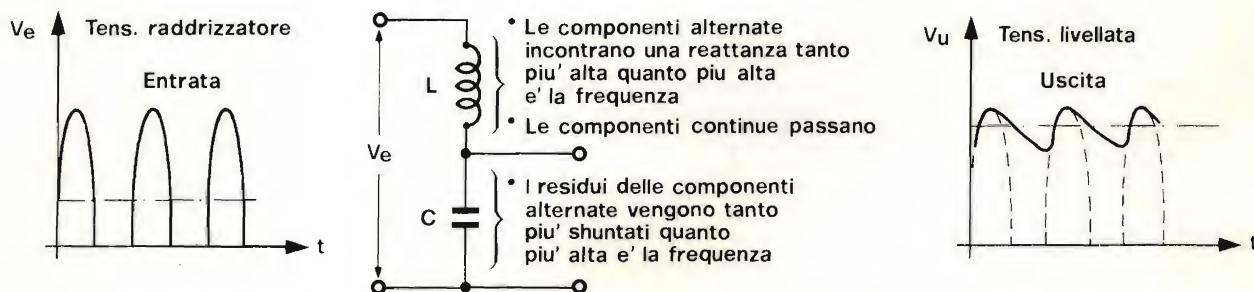 Ve
Tens. raddrizzatore
Entrata
t
Ve
L
C
• Le componenti alternate
incontrano una reattanza tanto
piu' alta quanto piu alta
e' la frequenza
• Le componenti continue passano
• I residui delle componenti
alternate vengono tanto
piu' shuntati quanto
piu' alta e' la frequenza
Vu
Tens. livellata
Uscita
t